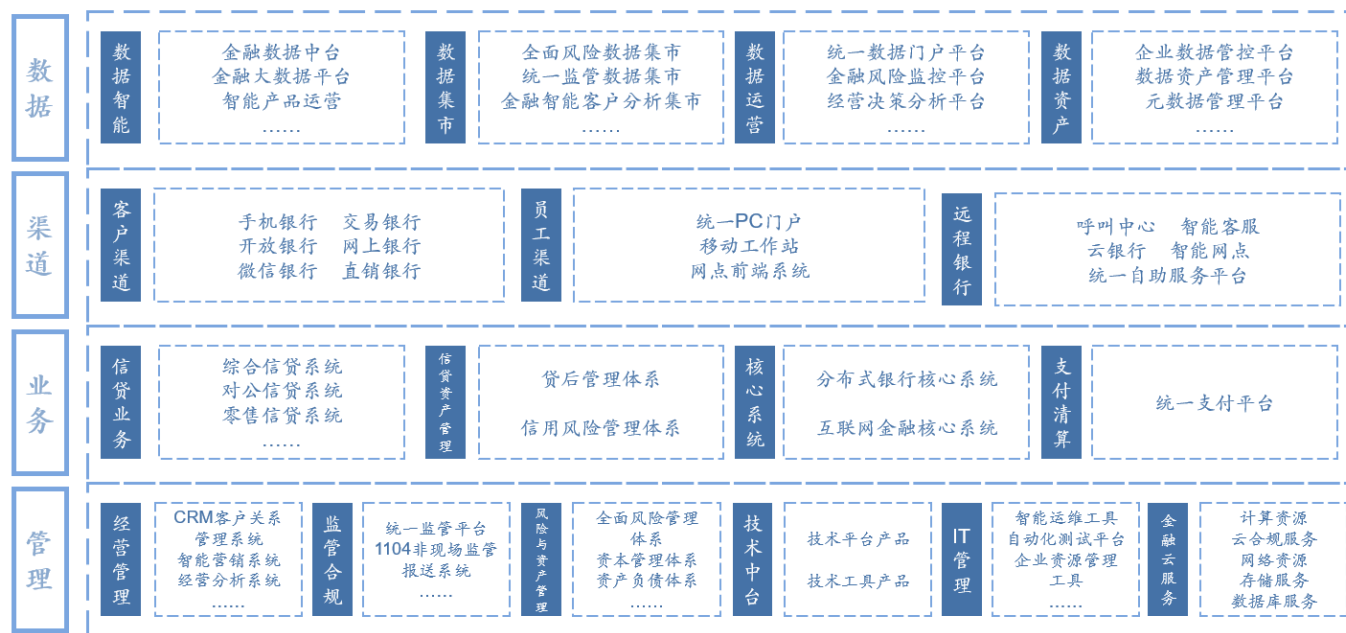 数据
数据智能
金融数据中台
金融大数据平台
智能产品运营
……
数据集市
全面风险数据集市
统一监管数据集市
金融智能客户分析集市
……
数据运营
统一数据门户平台
金融风险监控平台
经营决策分析平台
……
数据资产
企业数据管控平台
数据资产管理平台
元数据管理平台
……
渠道
客户渠道
手机银行 交易银行
开放银行 网上银行
微信银行 直销银行
员工渠道
统一PC门户
移动工作站
网点前端系统
远程银行
呼叫中心 智能客服
云银行 智能网点
统一自助服务平台
业务
信贷业务
综合信贷系统
对公信贷系统
零售信贷系统
……
信贷资产管理
贷后管理体系
信用风险管理体系
核心系统
分布式银行核心系统
互联网金融核心系统
支付清算
统一支付平台
管理
经营管理
CRM客户关系
管理系统
智能营销系统
经营分析系统
……
监管合规
统一监管平台
1104非现场监管
报送系统
……
风险与资产管理
全面风险管理
体系
资本管理体系
资产负债体系
……
技术中台
技术平台产品
技术工具产品
IT管理
智能运维工具
自动化测试平台
企业资源管理
工具
……
金融云服务
计算资源
云合规服务
网络资源
存储服务
数据库服务